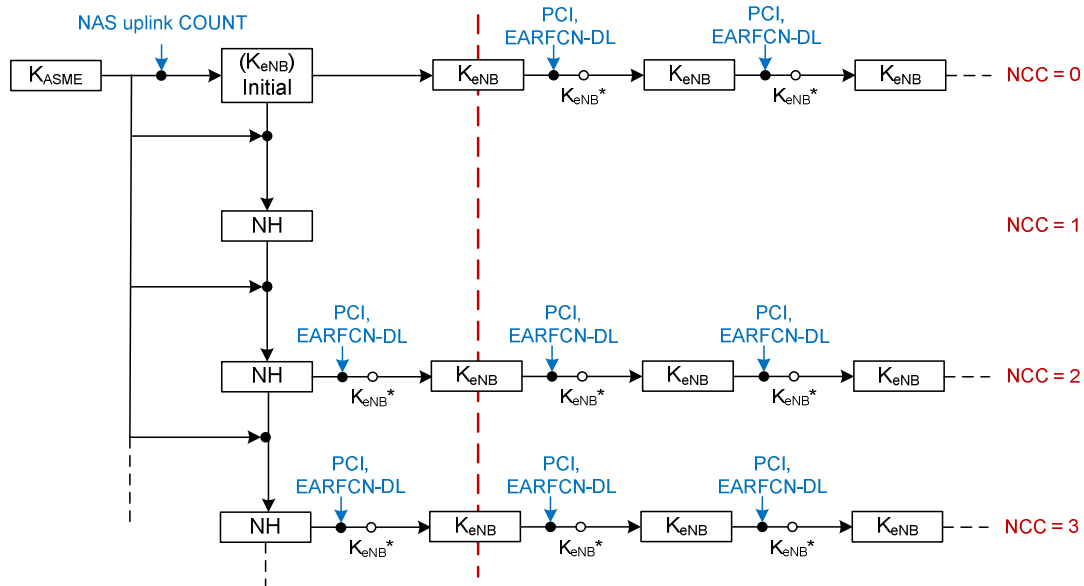 NAS uplink COUNT
PCI,
EARFCN-DL
PCI,
EARFCN-DL
KASME
(KeNB)
Initial
KeNB
KeNB*
KeNB
KeNB*
KeNB
NCC = 0
NH
NCC = 1
PCI,
EARFCN-DL
PCI,
EARFCN-DL
PCI,
EARFCN-DL
NH
KeNB*
KeNB
KeNB*
KeNB
KeNB*
KeNB
NCC = 2
PCI,
EARFCN-DL
PCI,
EARFCN-DL
PCI,
EARFCN-DL
NH
KeNB*
KeNB
KeNB*
KeNB
KeNB*
KeNB
NCC = 3